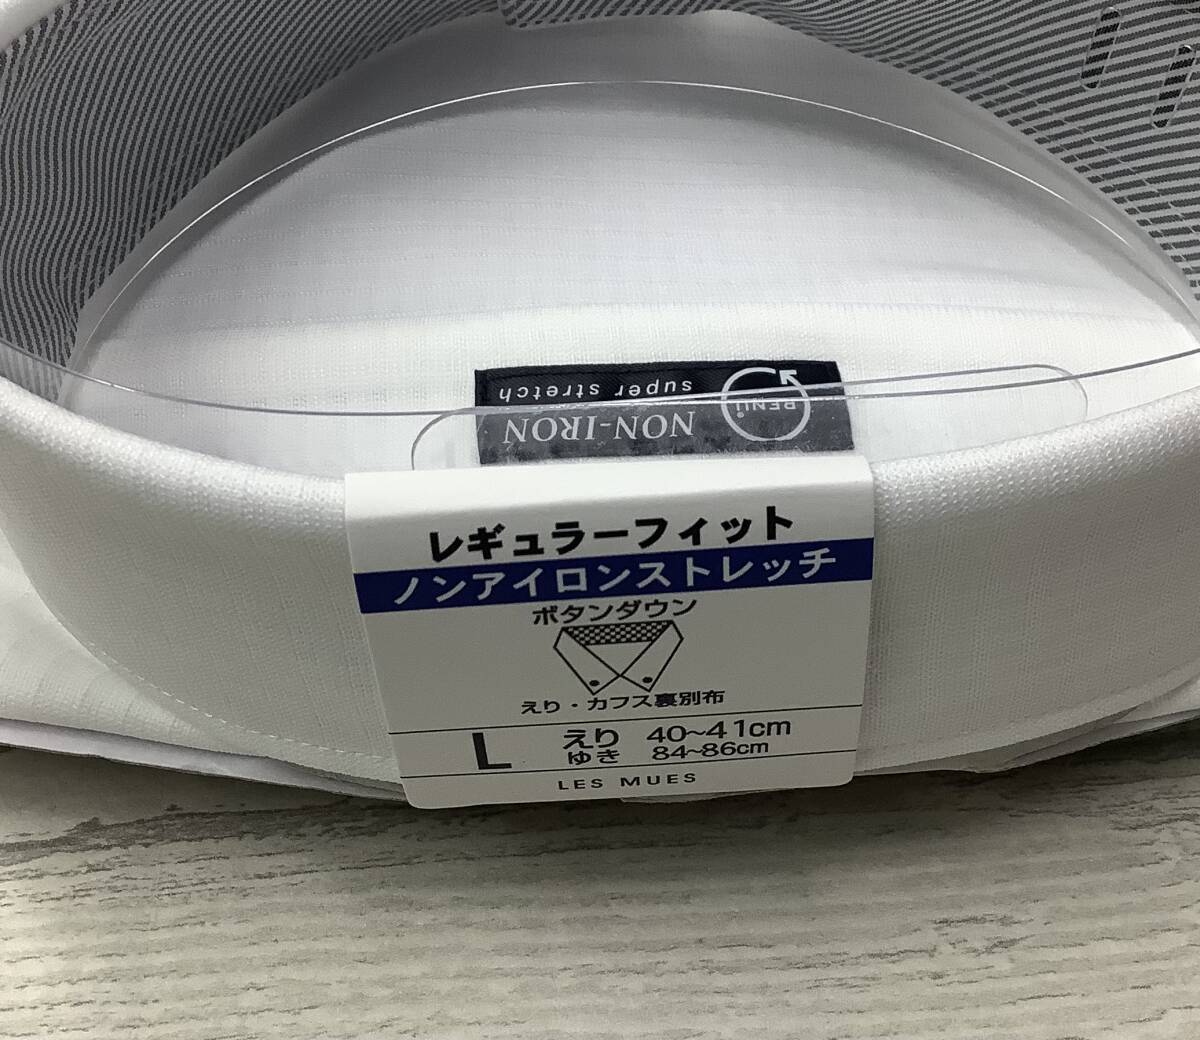 super stretch
NON-IRON
RENU
レギュラーフィット
ノンアイロンストレッチ
ボタンダウン
えり・カフス裏別布
L えり 40~41cm
ゆき 84~86cm
LES MUES